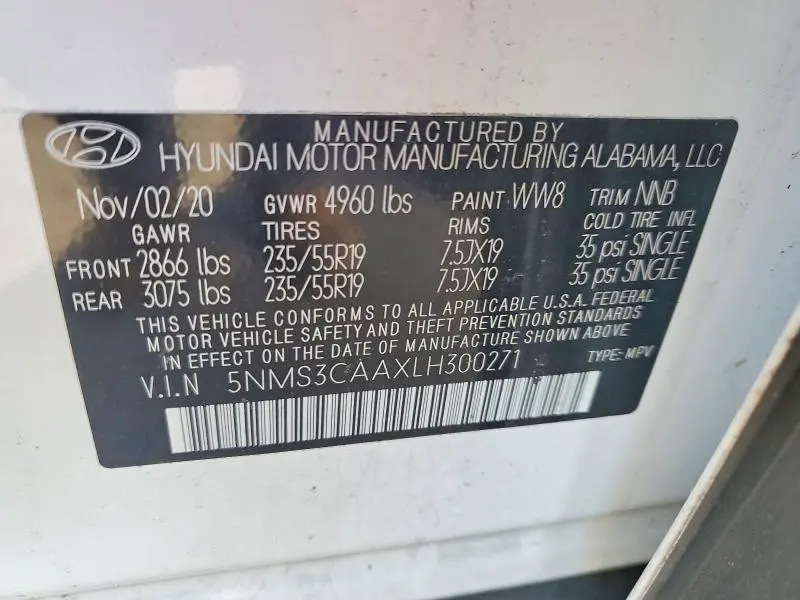 MANUFACTURED BY
HYUNDAI MOTOR MANUFACTURING ALABAMA, LLC
Nov/02/20 GVWR 4960 lbs PAINT WW8 TRIM NNB
GAWR TIRES RIMS COLD TIRE INFL
FRONT 2866 lbs 235/55R19 7.5JX19 35 psi SINGLE
REAR 3075 lbs 235/55R19 7.5JX19 35 psi SINGLE
THIS VEHICLE CONFORMS TO ALL APPLICABLE U.S.A. FEDERAL
MOTOR VEHICLE SAFETY AND THEFT PREVENTION STANDARDS
IN EFFECT ON THE DATE OF MANUFACTURE SHOWN ABOVE.
V.I.N 5NMS3CAAXLH300271 TYPE: MPV